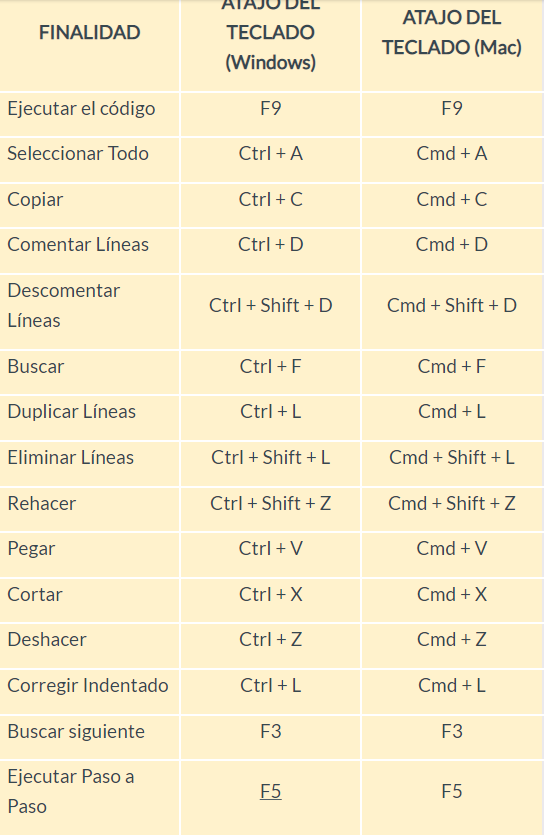 FINALIDAD
ATAJO DEL
TECLADO
(Windows)
ATAJO DEL
TECLADO (Mac)
Ejecutar el código F9 F9
Seleccionar Todo Ctrl + A Cmd + A
Copiar Ctrl + C Cmd + C
Comentar Líneas Ctrl + D Cmd + D
Descomentar
Líneas Ctrl + Shift + D Cmd + Shift + D
Buscar Ctrl + F Cmd + F
Duplicar Líneas Ctrl + L Cmd + L
Eliminar Líneas Ctrl + Shift + L Cmd + Shift + L
Rehacer Ctrl + Shift + Z Cmd + Shift + Z
Pegar Ctrl + V Cmd + V
Cortar Ctrl + X Cmd + X
Deshacer Ctrl + Z Cmd + Z
Corregir Indentado Ctrl + L Cmd + L
Buscar siguiente F3 F3
Ejecutar Paso a
Paso F5 F5